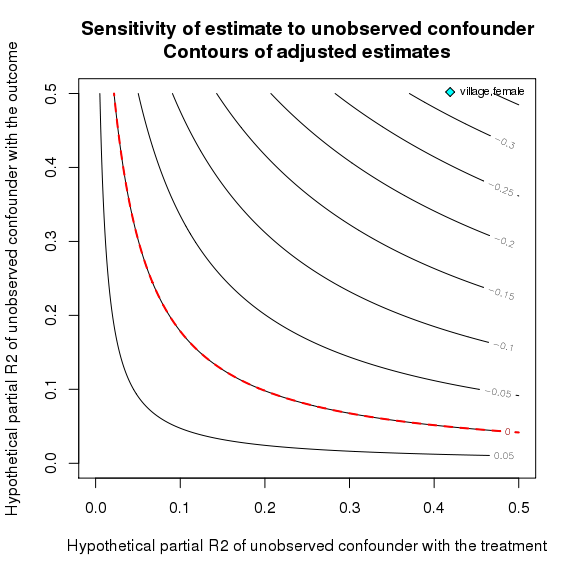 Sensitivity of estimate to unobserved confounder
Contours of adjusted estimates
Hypothetical partial R2 of unobserved confounder with the outcome
0.5
0.4
0.3
0.2
0.1
0.0
village,female
−0.3
−0.25
−0.2
−0.15
−0.1
−0.05
0
0.05
0.0 0.1 0.2 0.3 0.4 0.5
Hypothetical partial R2 of unobserved confounder with the treatment